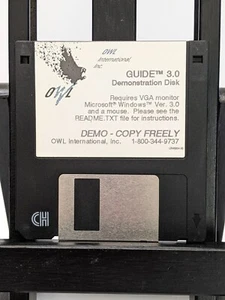 OWL
International,
Inc.
OWL
GUIDE™ 3.0
Demonstration Disk
Requires VGA monitor
Microsoft® Windows™ Ver. 3.0
and a mouse. Please see the
README.TXT file for instructions.
DEMO - COPY FREELY
OWL International, Inc. 1-800-344-9737
CH